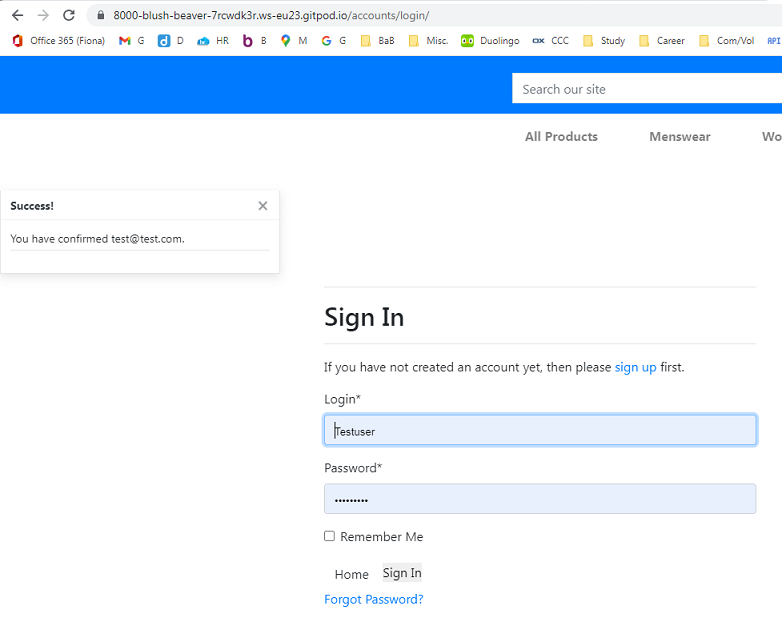 8000-blush-beaver-7rcwdk3r.ws-eu23.gitpod.io/accounts/login/
Office 365 (Fiona) G D HR B M G BaB Misc. Duolingo CCC Study Career Com/Vol API
Search our site
All Products Menswear Wo
Success! ×
You have confirmed test@test.com.
Sign In
If you have not created an account yet, then please sign up first.
Login*
Testuser
Password*
•••••••••
Remember Me
Home Sign In
Forgot Password?